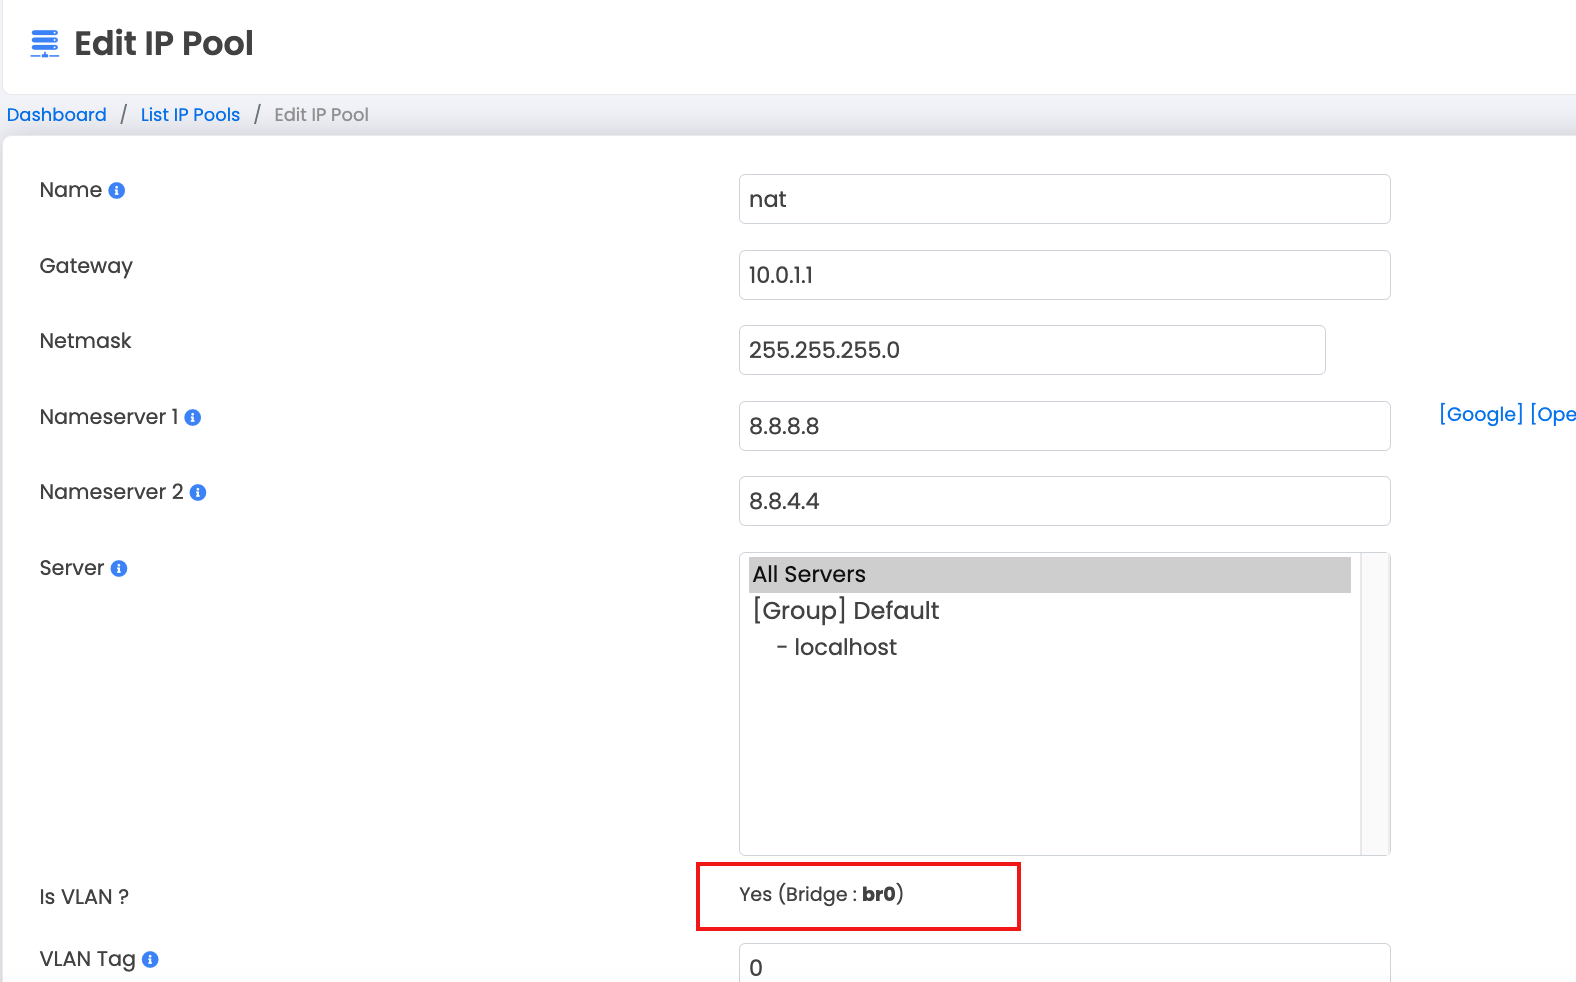 Edit IP Pool
Dashboard / List IP Pools / Edit IP Pool
Name
nat
Gateway
10.0.1.1
Netmask
255.255.255.0
Nameserver 1
8.8.8.8
[Google] [Ope
Nameserver 2
8.8.4.4
Server
All Servers
[Group] Default
- localhost
Is VLAN ?
Yes (Bridge : br0)
VLAN Tag
0